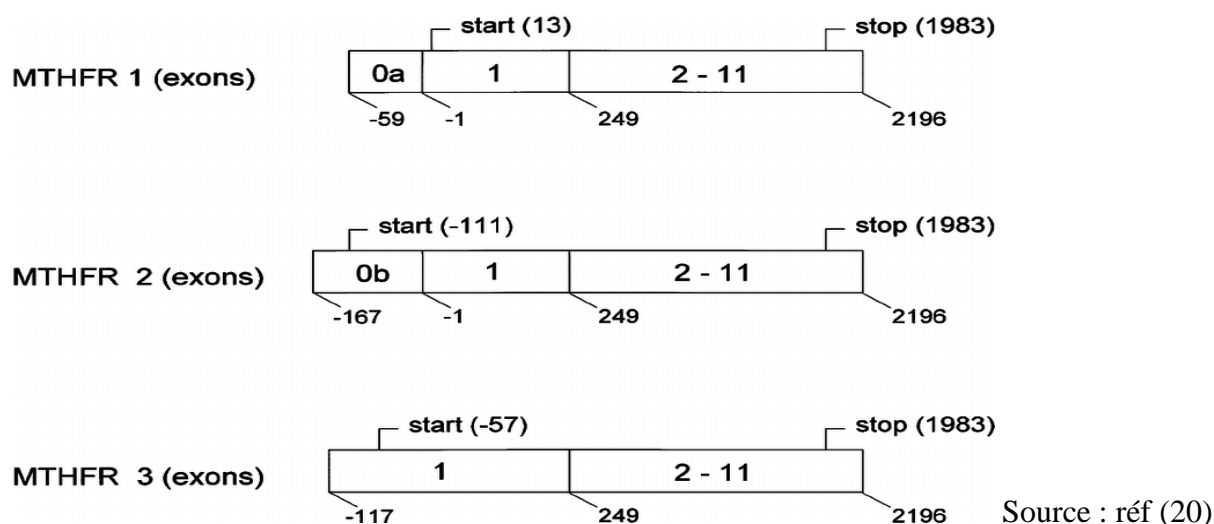 start (13) stop (1983)
MTHFR 1 (exons) 0a 1 2 - 11
-59 -1 249 2196
start (-111) stop (1983)
MTHFR 2 (exons) 0b 1 2 - 11
-167 -1 249 2196
start (-57) stop (1983)
MTHFR 3 (exons) 1 2 - 11
-117 249 2196 Source : réf (20)